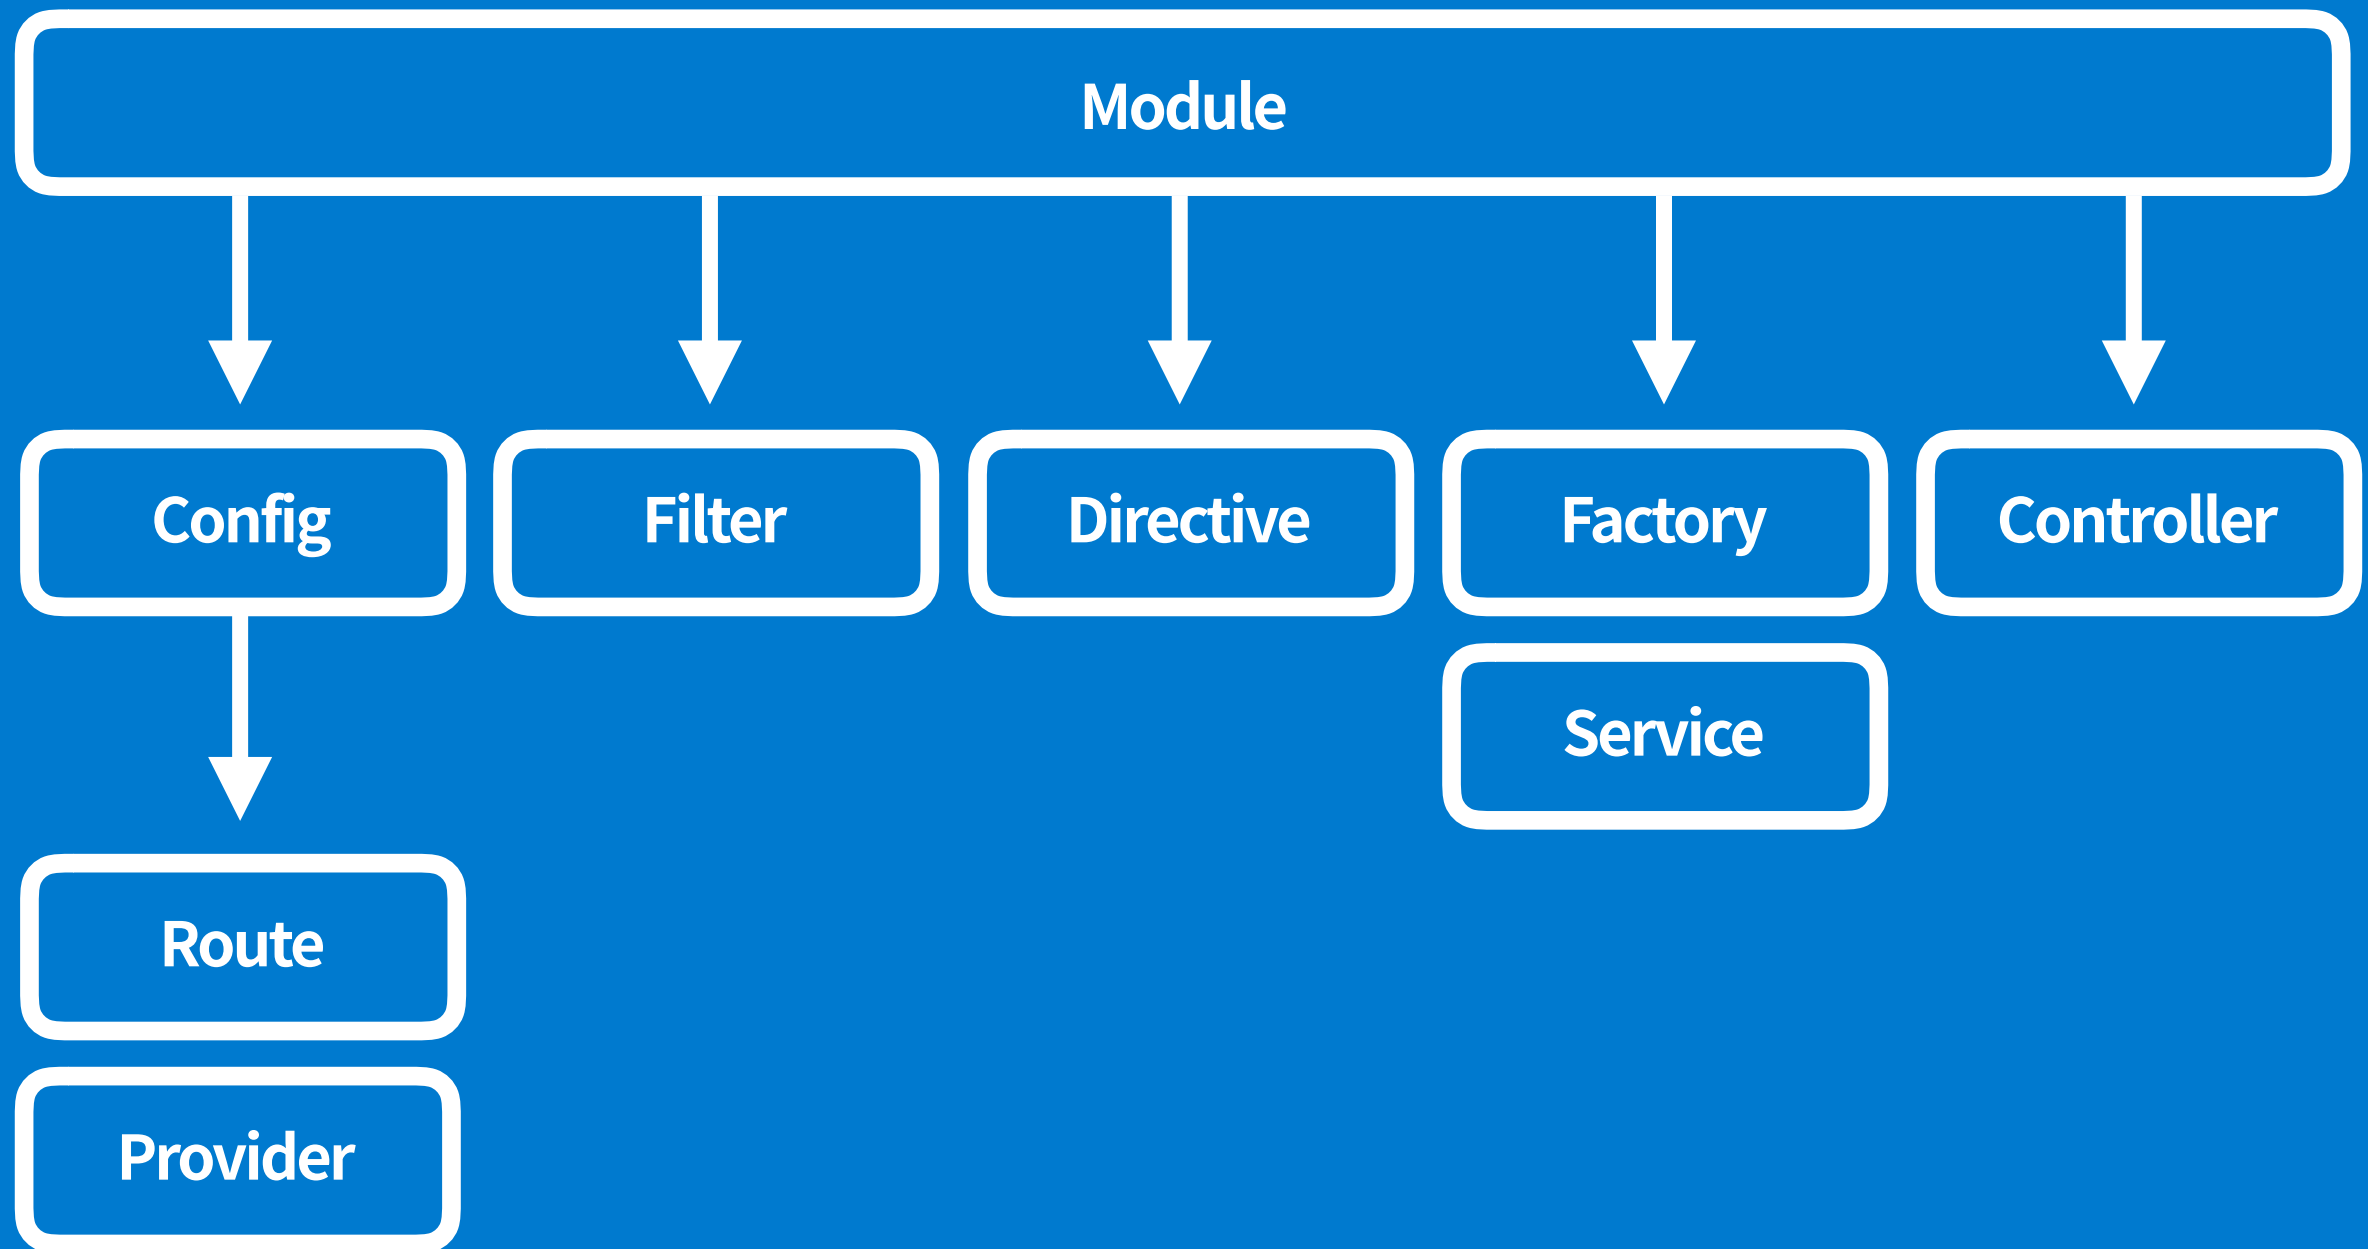 Module
Config
Filter
Directive
Factory
Controller
Service
Route
Provider